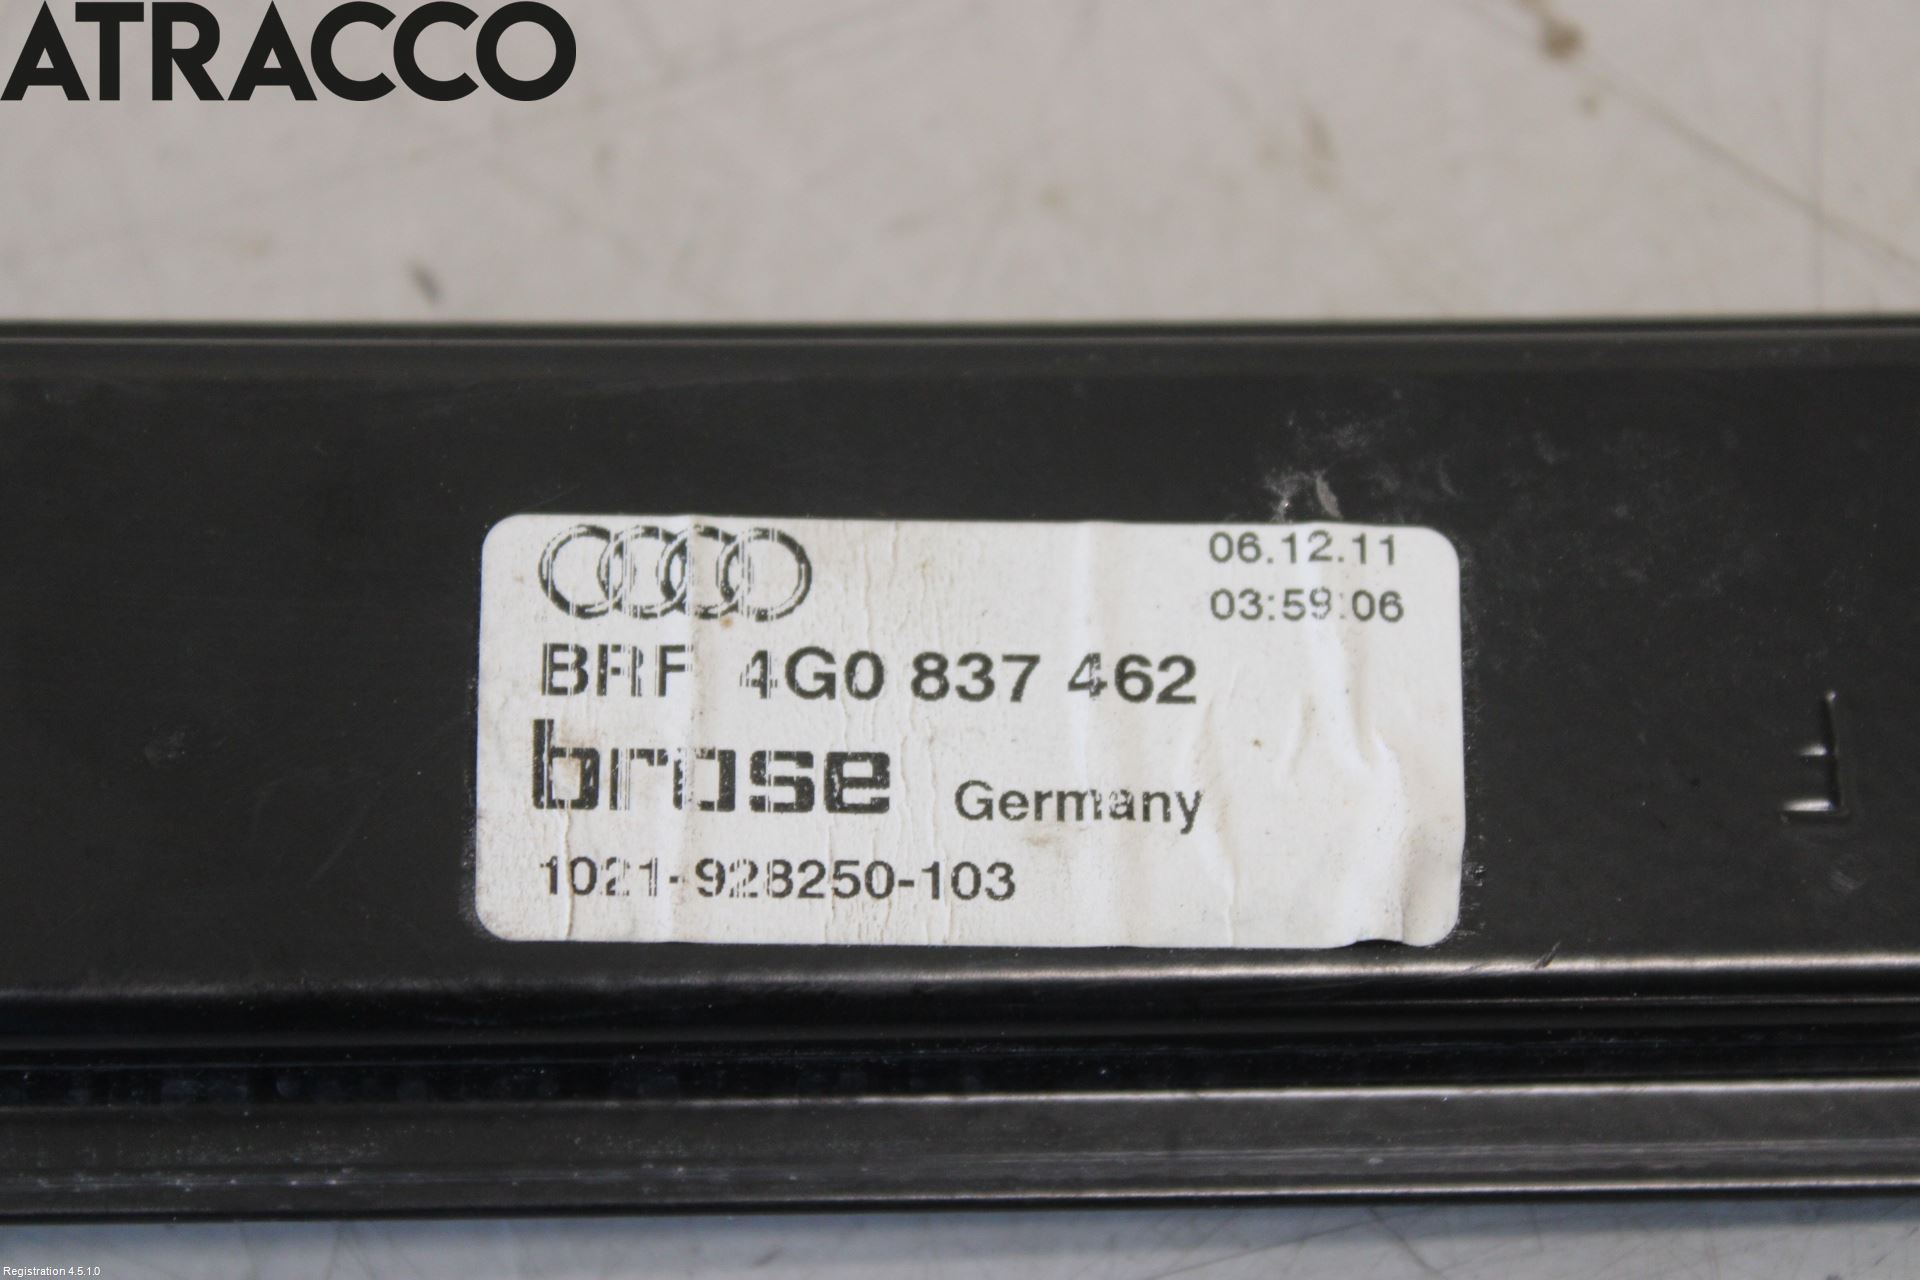 ATRACCO
06.12.11
03:59:06
BRF 4G0 837 462
brose Germany
1021-928250-103
Registration 4.5.1.0